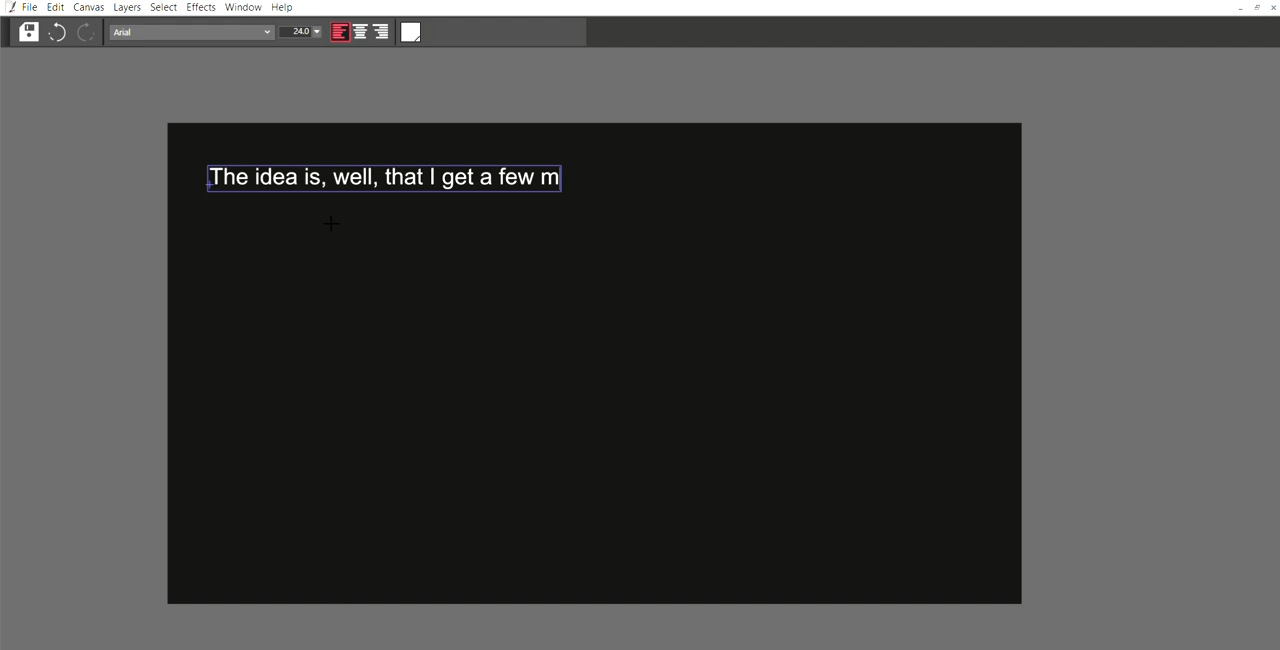 File Edit Canvas Layers Select Effects Window Help
Arial 24.0
The idea is, well, that I get a few m